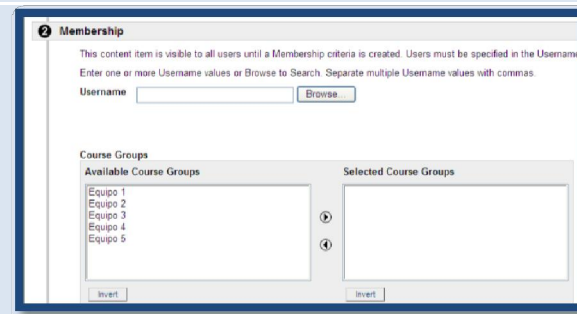 2 Membership
This content item is visible to all users until a Membership criteria is created. Users must be specified in the Username
Enter one or more Username values or Browse to Search. Separate multiple Username values with commas.
Username Browse...
Course Groups
Available Course Groups Selected Course Groups
Equipo 1
Equipo 2
Equipo 3
Equipo 4
Equipo 5
Invert Invert